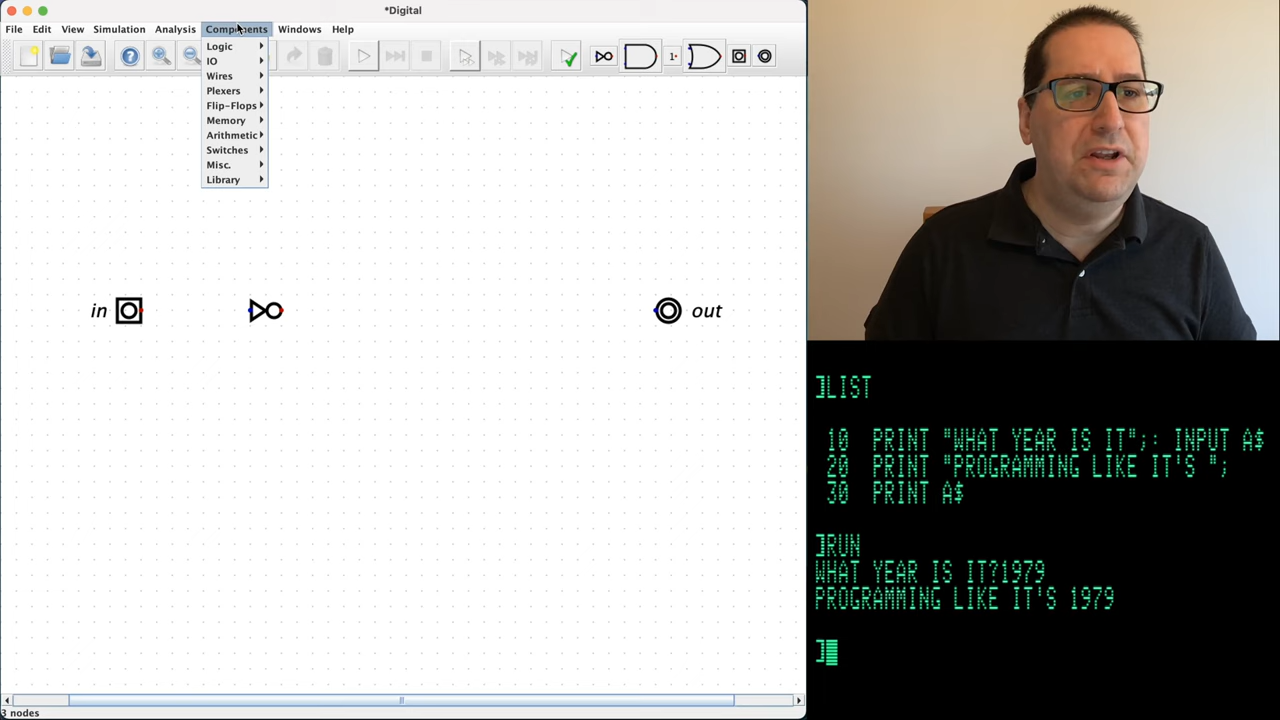 *Digital
File Edit View Simulation Analysis Components Windows Help
Logic
IO
Wires
Plexers
Flip-Flops
Memory
Arithmetic
Switches
Misc.
Library
in
out
3 nodes
]LIST
10 PRINT "WHAT YEAR IS IT";: INPUT A$
20 PRINT "PROGRAMMING LIKE IT'S ";
30 PRINT A$
]RUN
WHAT YEAR IS IT?1979
PROGRAMMING LIKE IT'S 1979
]